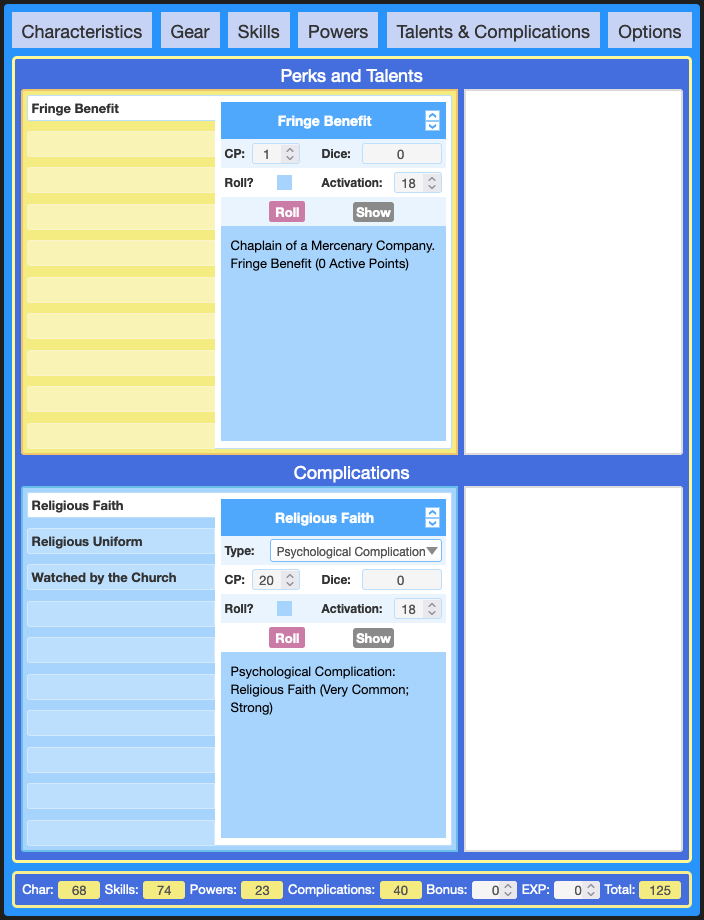 Characteristics Gear Skills Powers Talents & Complications Options
Perks and Talents
Fringe Benefit
Fringe Benefit
CP: 1 Dice: 0
Roll? Activation: 18
Roll Show
Chaplain of a Mercenary Company.
Fringe Benefit (0 Active Points)
Complications
Religious Faith
Religious Uniform
Watched by the Church
Religious Faith
Type: Psychological Complication
CP: 20 Dice: 0
Roll? Activation: 18
Roll Show
Psychological Complication:
Religious Faith (Very Common;
Strong)
Char: 68 Skills: 74 Powers: 23 Complications: 40 Bonus: 0 EXP: 0 Total: 125